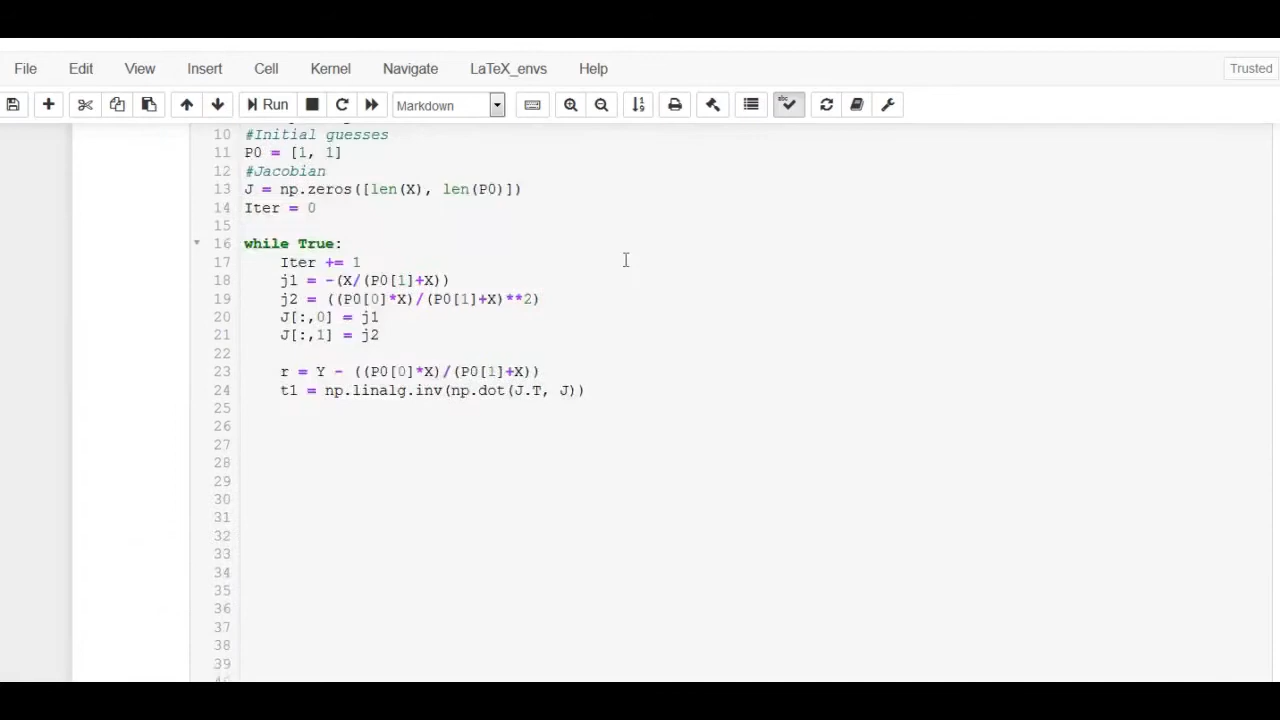 File Edit View Insert Cell Kernel Navigate LaTeX_envs Help Trusted
Run Markdown
10 #Initial guesses
11 P0 = [1, 1]
12 #Jacobian
13 J = np.zeros([len(X), len(P0)])
14 Iter = 0
15
16 while True:
17 Iter += 1
18 j1 = -(X/(P0[1]+X))
19 j2 = ((P0[0]*X)/(P0[1]+X)**2)
20 J[:,0] = j1
21 J[:,1] = j2
22
23 r = Y - ((P0[0]*X)/(P0[1]+X))
24 t1 = np.linalg.inv(np.dot(J.T, J))
25
26
27
28
29
30
31
32
33
34
35
36
37
38
39